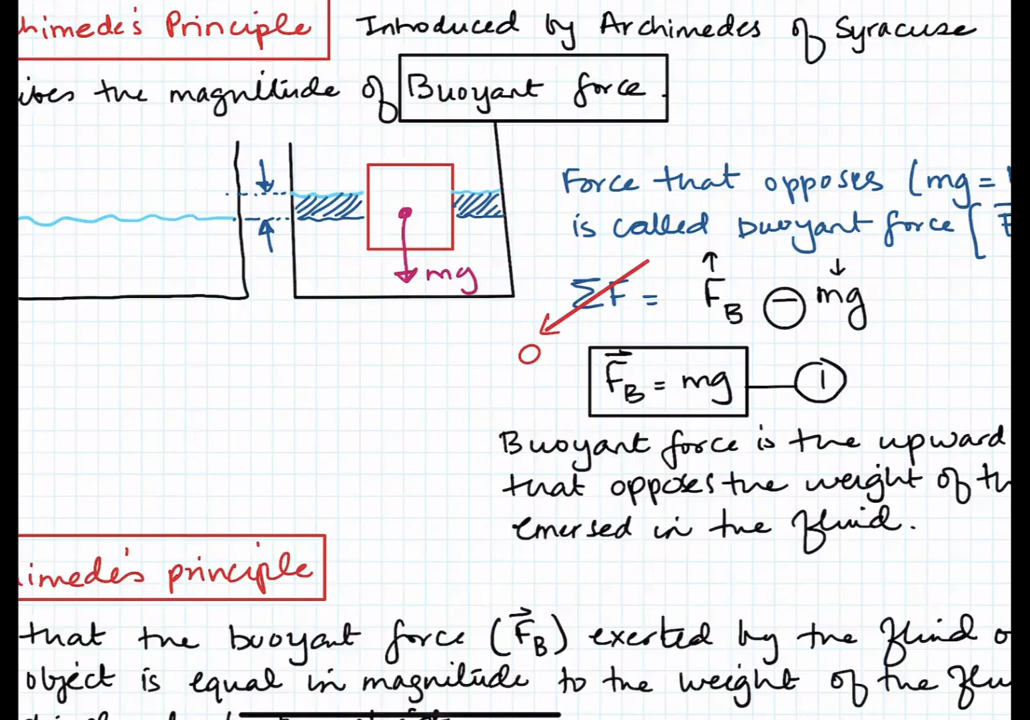 himede's Principle Introduced by Archimedes of Syracuse
ibes the magnitude of Buoyant force.
Force that opposes (mg =
is called buoyant force [
mg
ΣF = F_B ⊖ mg
0
F_B = mg ①
Buoyant force is the upward
that opposes the weight of th
emersed in the fluid.
imede's principle
that the buoyant force (F_B) exerted by the fluid o
object is equal in magnitude to the weight of the flu